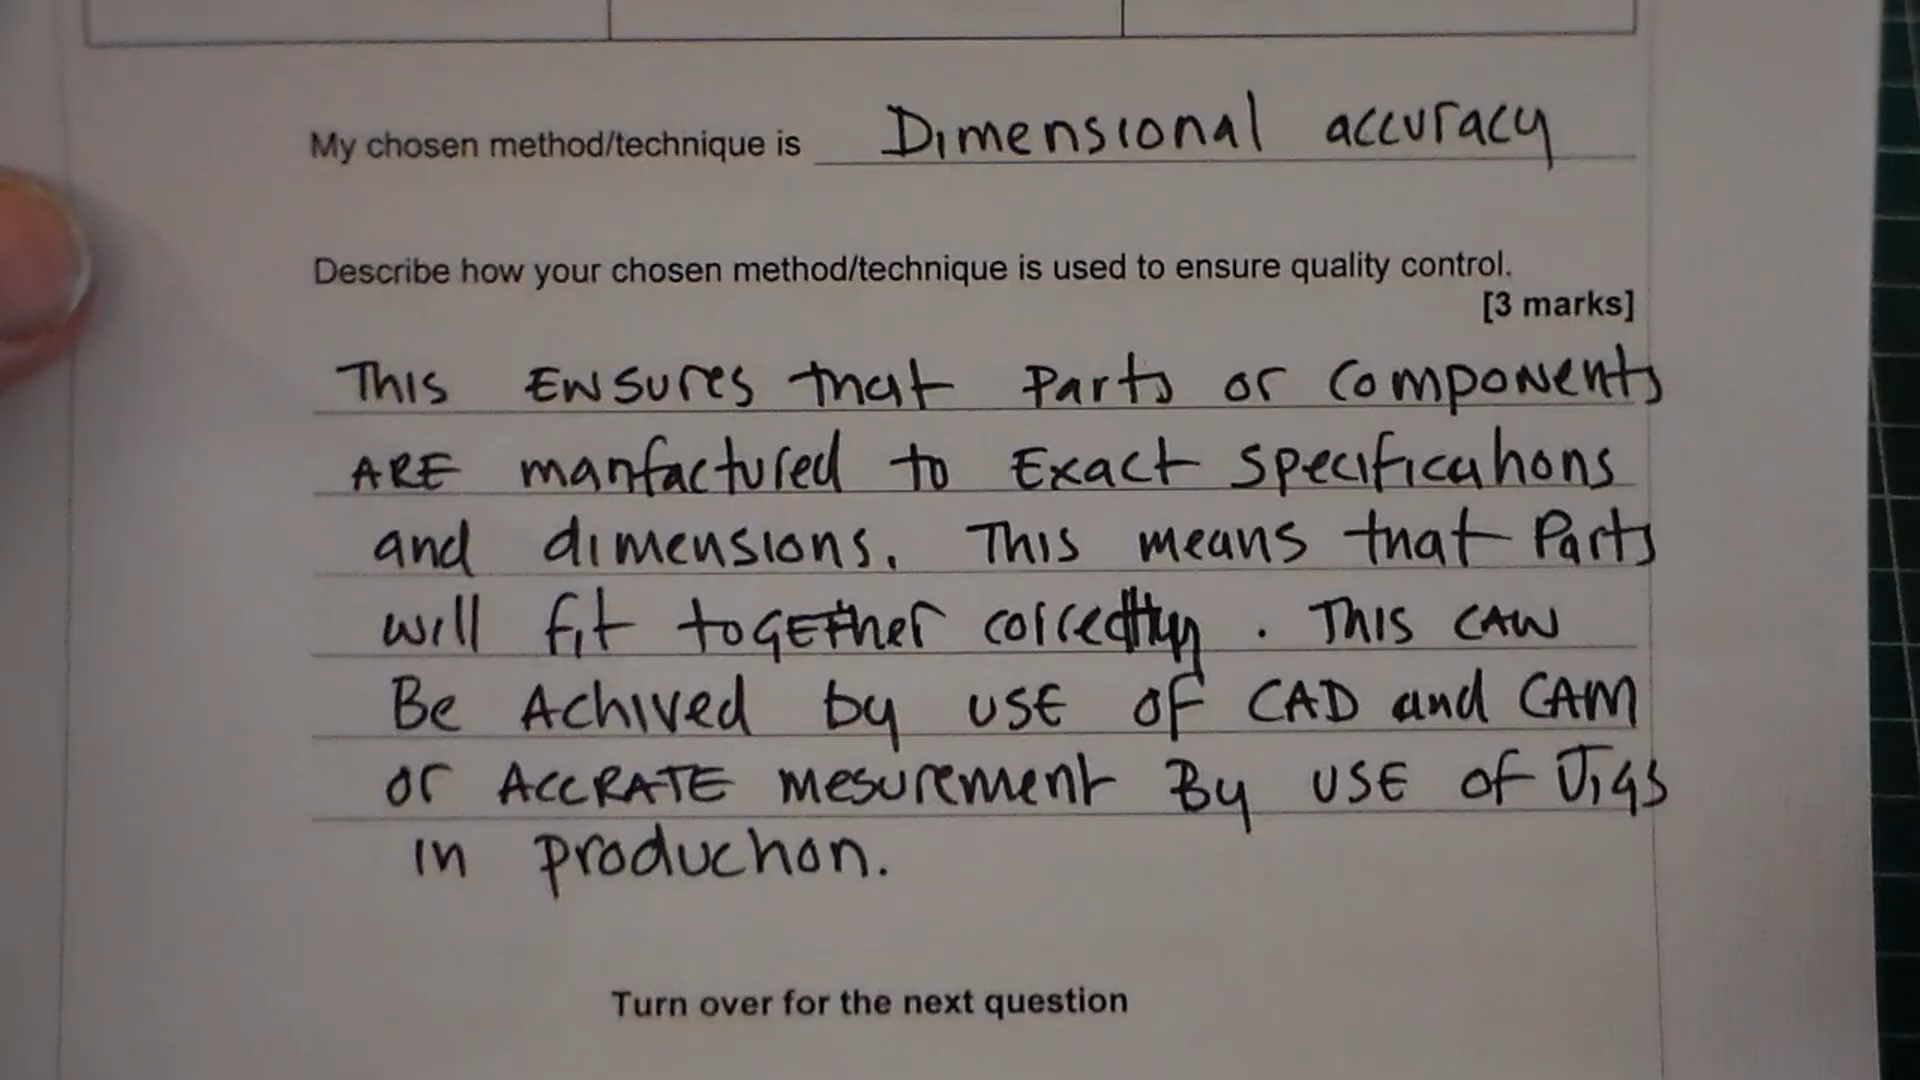 My chosen method/technique is Dimensional accuracy
Describe how your chosen method/technique is used to ensure quality control.
[3 marks]
This ENSures that Parts or components
ARE manfactured to Exact specifications
and dimensions. This means that Parts
will fit toGEther correctly. This CAN
Be Achived by USE OF CAD and CAM
or ACCRATE mesurement By USE of Jigs
in production.
Turn over for the next question